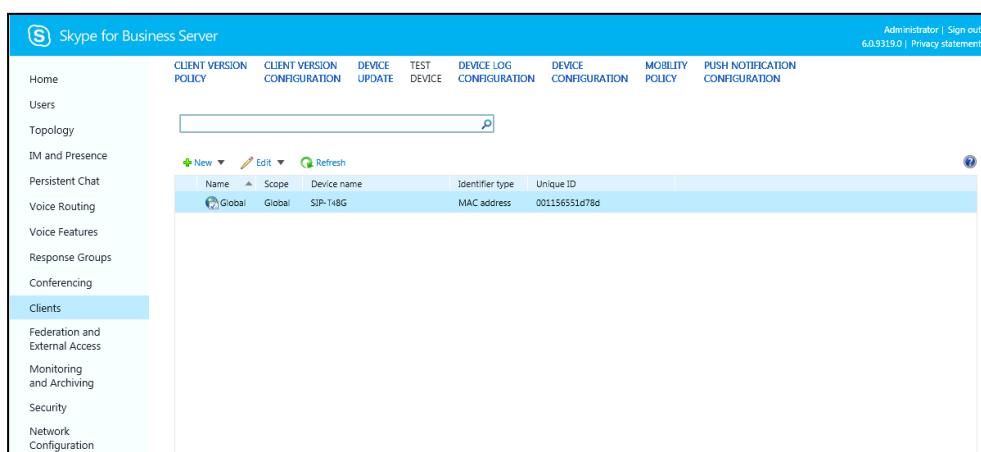 Skype for Business Server
Administrator | Sign out
6.0.9319.0 | Privacy statement
CLIENT VERSION POLICY
CLIENT VERSION CONFIGURATION
DEVICE UPDATE
TEST DEVICE
DEVICE LOG CONFIGURATION
DEVICE CONFIGURATION
MOBILITY POLICY
PUSH NOTIFICATION CONFIGURATION
Home
Users
Topology
IM and Presence
Persistent Chat
Voice Routing
Voice Features
Response Groups
Conferencing
Clients
Federation and
External Access
Monitoring
and Archiving
Security
Network
Configuration
New Edit Refresh
Name Scope Device name Identifier type Unique ID
Global Global SIP-T48G MAC address 001156551d78d